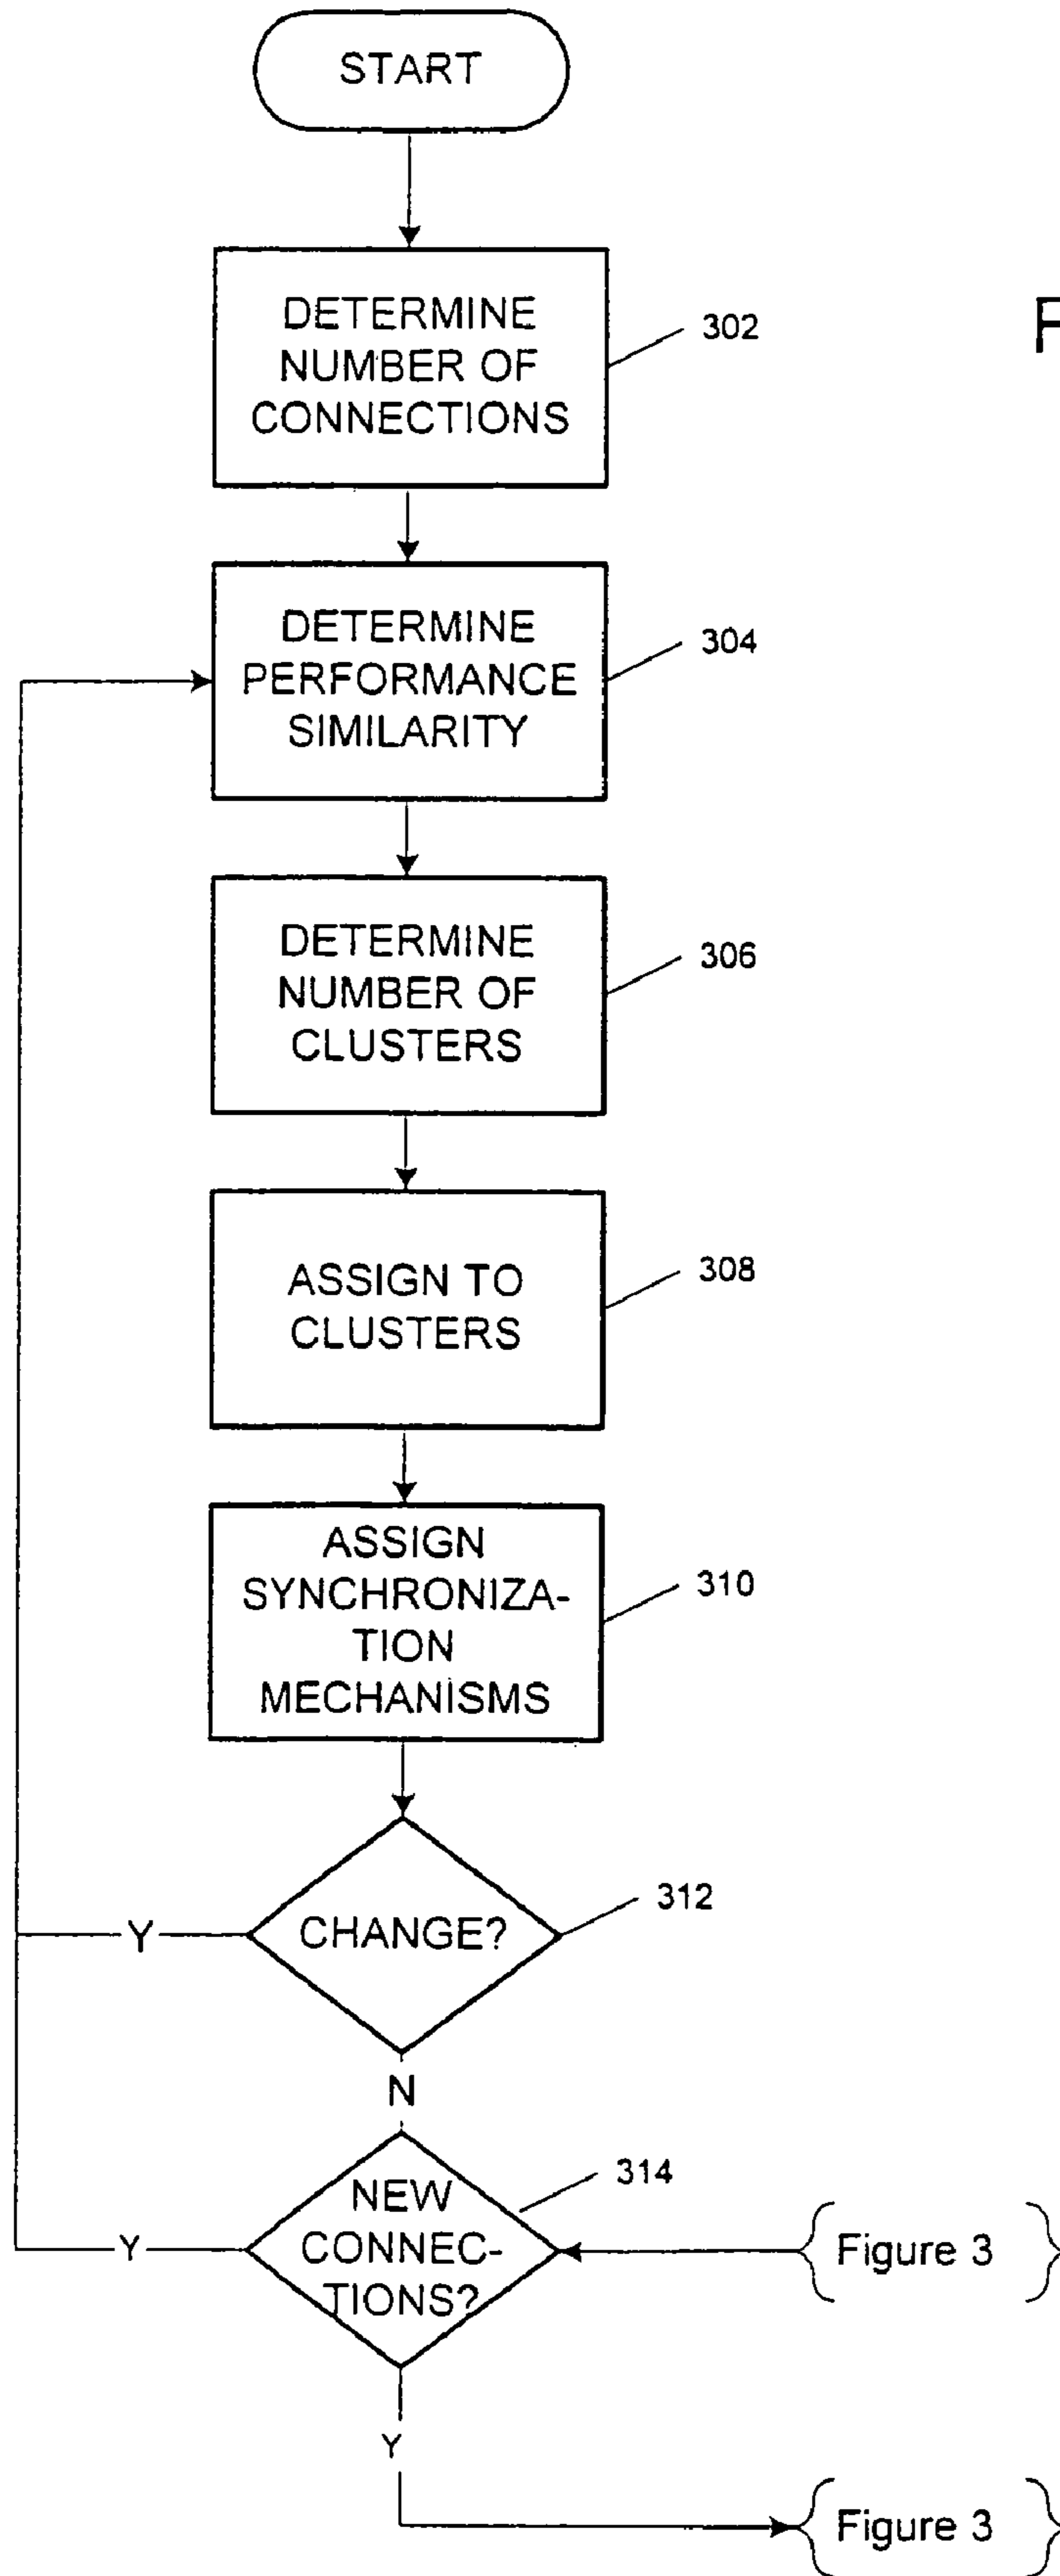 START
DETERMINE
NUMBER OF
CONNECTIONS
302
DETERMINE
PERFORMANCE
SIMILARITY
304
DETERMINE
NUMBER OF
CLUSTERS
306
ASSIGN TO
CLUSTERS
308
ASSIGN
SYNCHRONIZA-
TION
MECHANISMS
310
CHANGE?
312
Y
N
NEW
CONNEC-
TIONS?
314
Y
Figure 3
Y
Figure 3